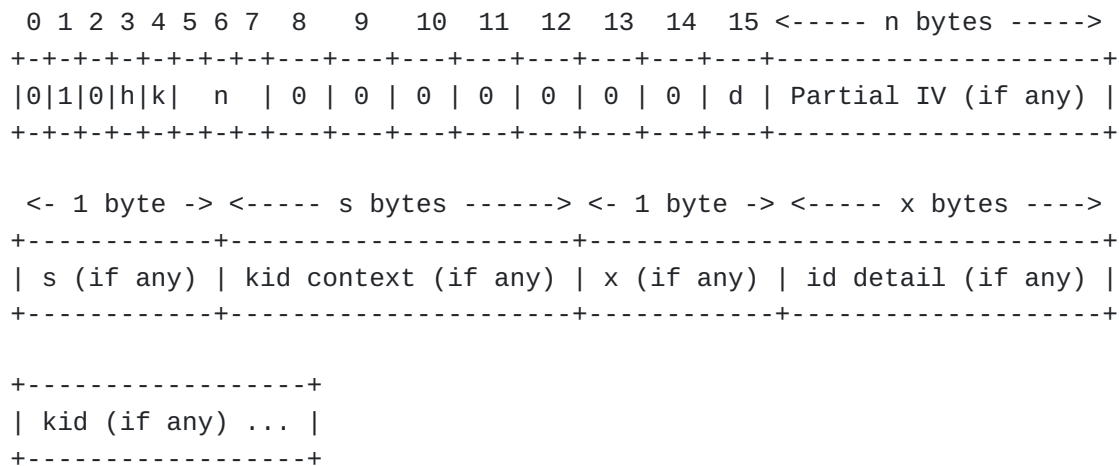 0 1 2 3 4 5 6 7  8   9   10  11  12  13  14  15 <----- n bytes ----->
+-+-+-+-+-+-+-+-+---+---+---+---+---+---+---+---+---------------------+
|0|1|0|h|k|  n  | 0 | 0 | 0 | 0 | 0 | 0 | 0 | d | Partial IV (if any) |
+-+-+-+-+-+-+-+-+---+---+---+---+---+---+---+---+---------------------+

 <- 1 byte -> <----- s bytes ------> <- 1 byte -> <----- x bytes ---->
+------------+----------------------+---------------------------------+
| s (if any) | kid context (if any) | x (if any) | id detail (if any) |
+------------+----------------------+------------+--------------------+

+------------------+
| kid (if any) ... |
+------------------+